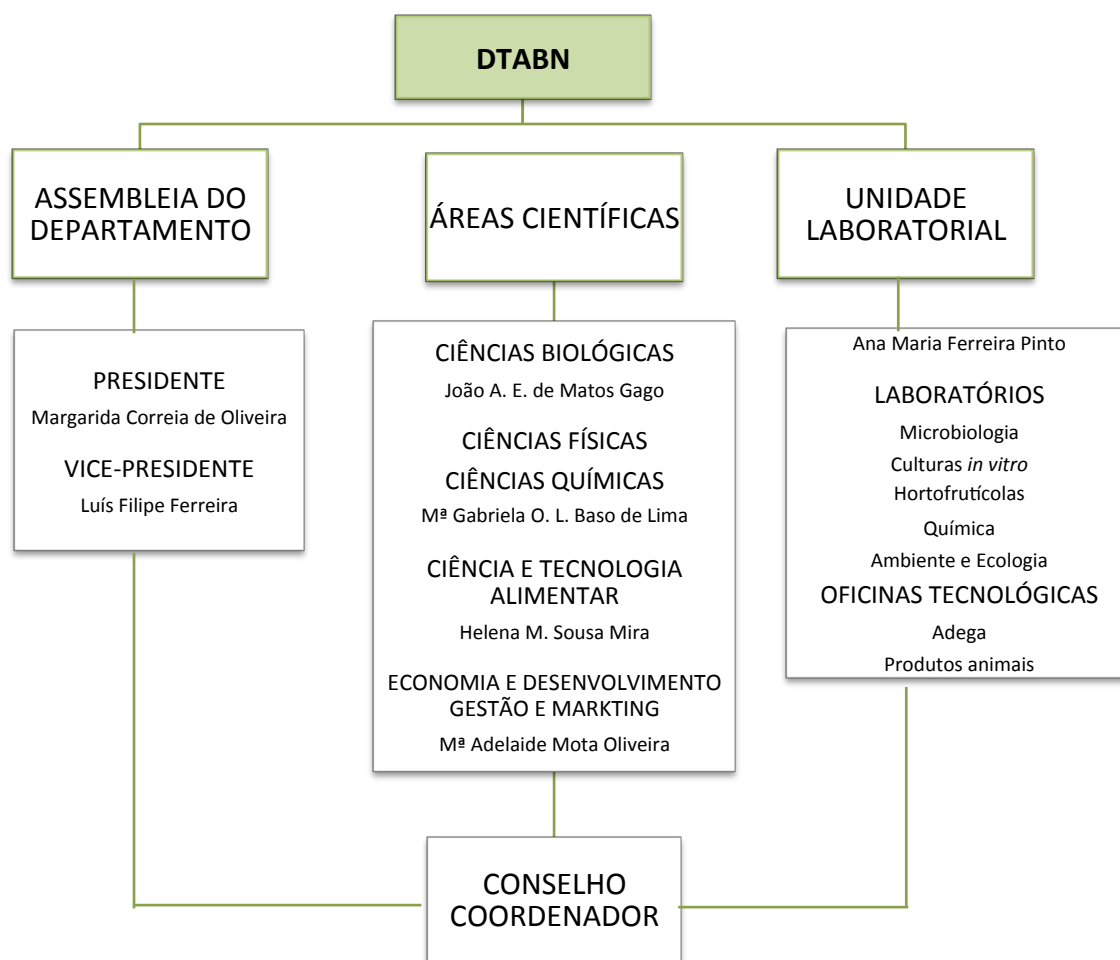 DTABN
ASSEMBLEIA DO
DEPARTAMENTO
PRESIDENTE
Margarida Correia de Oliveira
VICE-PRESIDENTE
Luís Filipe Ferreira
ÁREAS CIENTÍFICAS
CIÊNCIAS BIOLÓGICAS
João A. E. de Matos Gago
CIÊNCIAS FÍSICAS
CIÊNCIAS QUÍMICAS
Mª Gabriela O. L. Baso de Lima
CIÊNCIA E TECNOLOGIA
ALIMENTAR
Helena M. Sousa Mira
ECONOMIA E DESENVOLVIMENTO
GESTÃO E MARKTING
Mª Adelaide Mota Oliveira
UNIDADE
LABORATORIAL
Ana Maria Ferreira Pinto
LABORATÓRIOS
Microbiologia
Culturas in vitro
Hortofrutícolas
Química
Ambiente e Ecologia
OFICINAS TECNOLÓGICAS
Adega
Produtos animais
CONSELHO
COORDENADOR